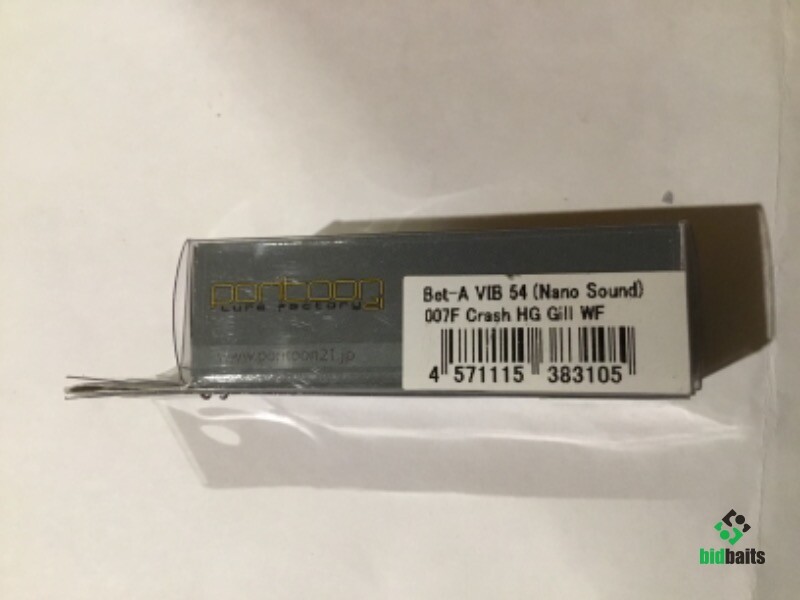 pontoon21
Lure Factory
www.pontoon21.jp
Bet-A VIB 54 (Nano Sound)
007F Crash HG Gill WF
4 571115 383105
bidbaits